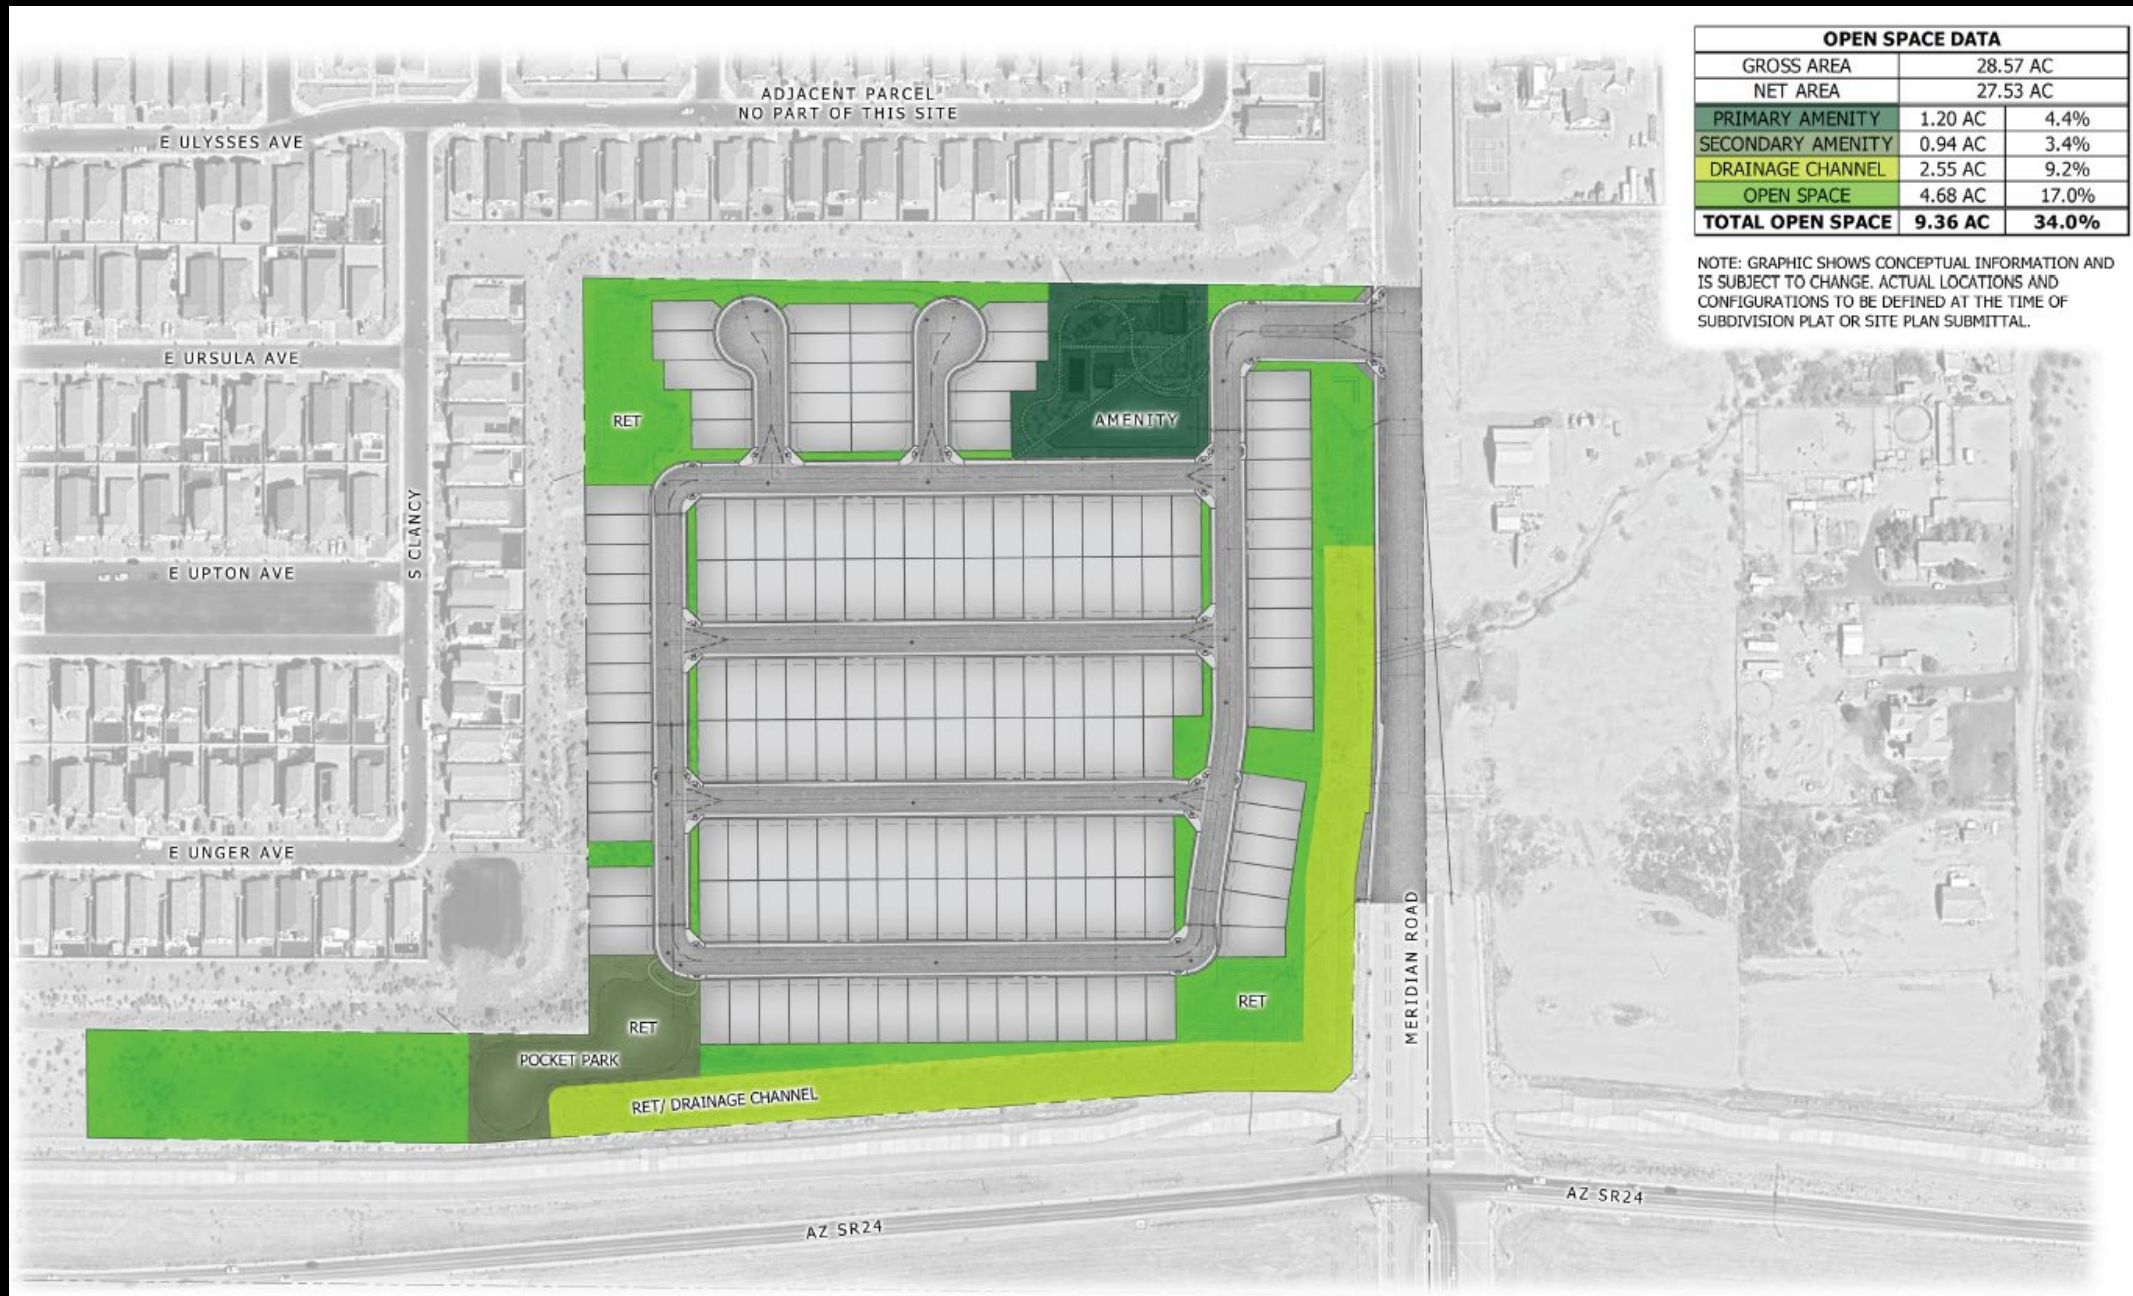 OPEN SPACE DATA
GROSS AREA 28.57 AC
NET AREA 27.53 AC
PRIMARY AMENITY 1.20 AC 4.4%
SECONDARY AMENITY 0.94 AC 3.4%
DRAINAGE CHANNEL 2.55 AC 9.2%
OPEN SPACE 4.68 AC 17.0%
TOTAL OPEN SPACE 9.36 AC 34.0%
NOTE: GRAPHIC SHOWS CONCEPTUAL INFORMATION AND
IS SUBJECT TO CHANGE. ACTUAL LOCATIONS AND
CONFIGURATIONS TO BE DEFINED AT THE TIME OF
SUBDIVISION PLAT OR SITE PLAN SUBMITTAL.
ADJACENT PARCEL
NO PART OF THIS SITE
E ULYSSES AVE
E URSULA AVE
RET
AMENITY
S CLANCY
E UPTON AVE
E UNGER AVE
MERIDIAN ROAD
RET
RET
POCKET PARK
RET/ DRAINAGE CHANNEL
AZ SR24
AZ SR24